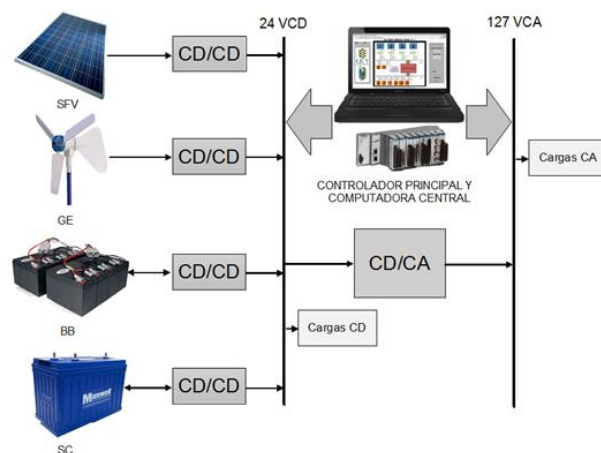 24 VCD
127 VCA
CD/CD
SFV
CD/CD
GE
CONTROLADOR PRINCIPAL Y
COMPUTADORA CENTRAL
Cargas CA
CD/CD
BB
CD/CA
Cargas CD
CD/CD
Maxwell
SC